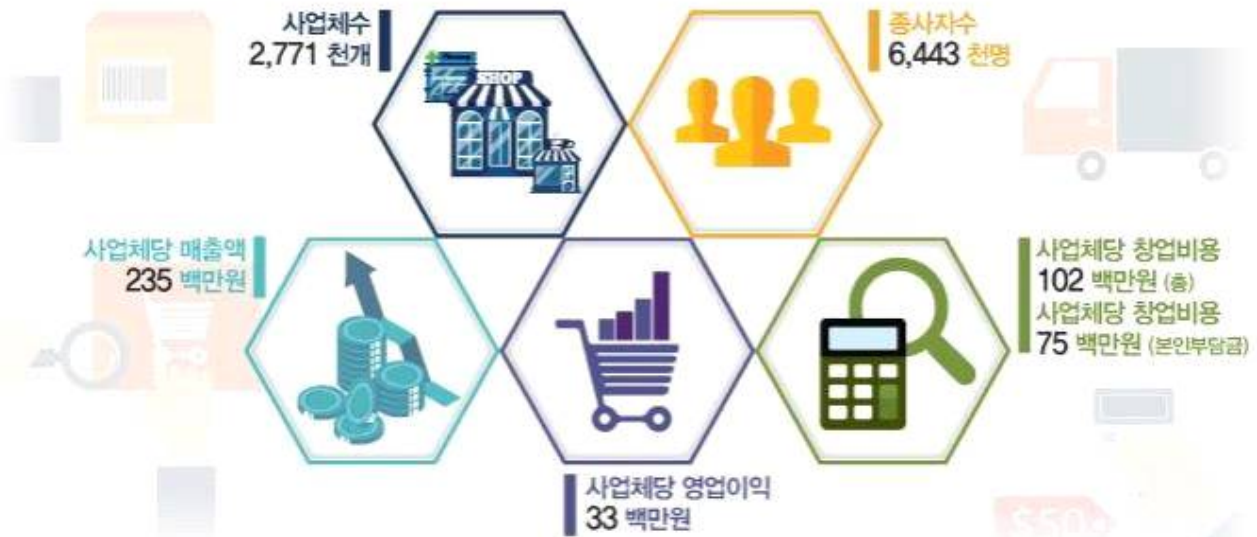 사업체수
2,771 천개
종사자수
6,443 천명
SHOP
사업체당 매출액
235 백만원
사업체당 창업비용
102 백만원 (총)
사업체당 창업비용
75 백만원 (본인부담금)
사업체당 영업이익
33 백만원
$50